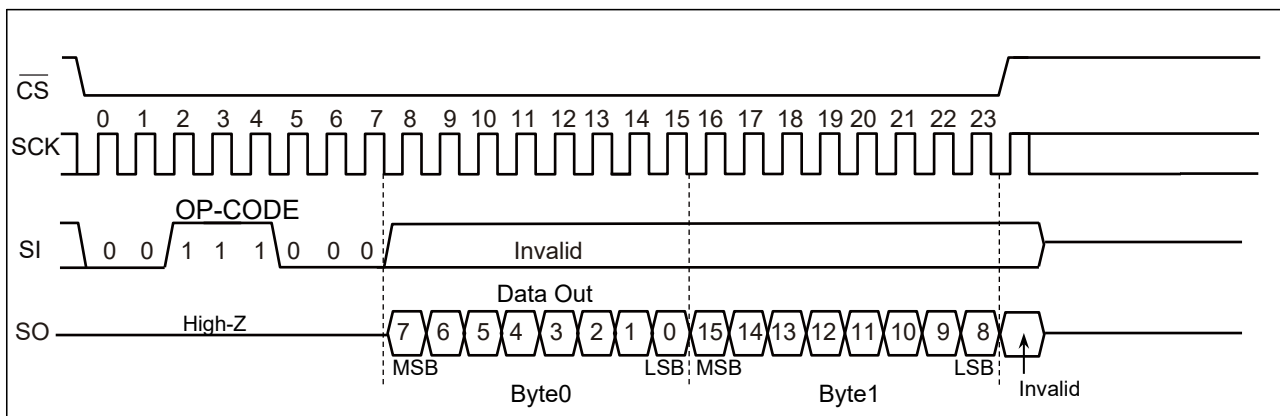 CS
0 1 2 3 4 5 6 7 8 9 10 11 12 13 14 15 16 17 18 19 20 21 22 23
SCK
OP-CODE
SI 0 0 1 1 1 0 0 0 Invalid
Data Out
SO High-Z 7 6 5 4 3 2 1 0 15 14 13 12 11 10 9 8
MSB LSB MSB LSB
Byte0 Byte1 Invalid